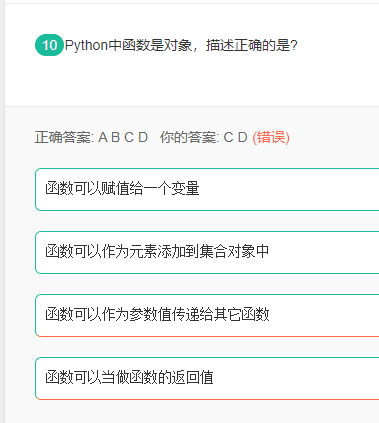 10 Python中函数是对象，描述正确的是?
正确答案: A B C D 你的答案: C D (错误)
函数可以赋值给一个变量
函数可以作为元素添加到集合对象中
函数可以作为参数值传递给其它函数
函数可以当做函数的返回值